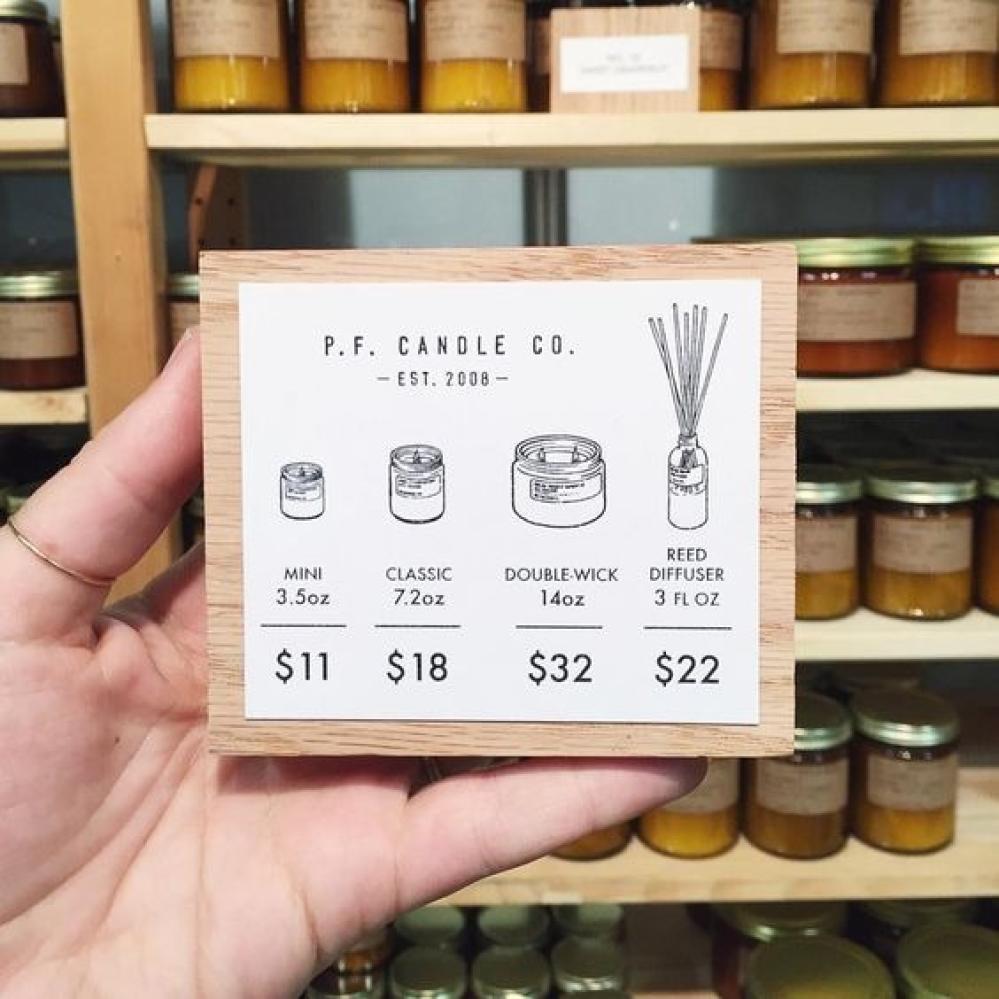 P.F. CANDLE CO.
— EST. 2008 —
MINI
3.5oz
$11
CLASSIC
7.2oz
$18
DOUBLE-WICK
14oz
$32
REED
DIFFUSER
3 FL OZ
$22